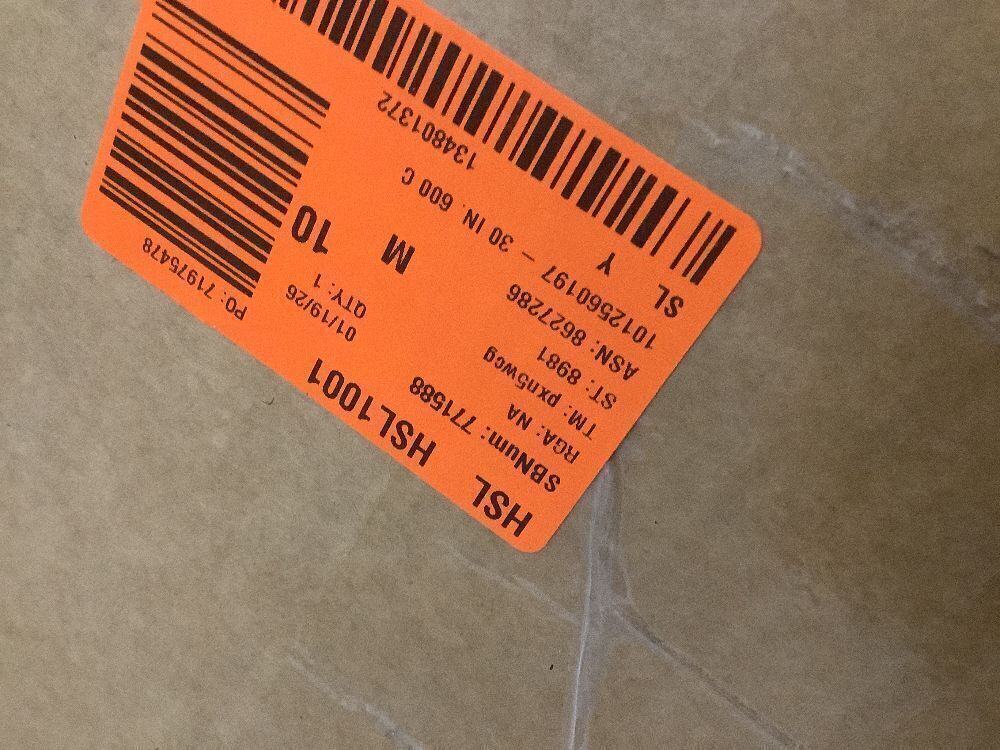 HSL HSL1001
PO: 71975478
SBNum: 771588
01/19/26
RGA: NA
QTY: 1
TM: pxn5wcg
ST: 8981
M 10
ASN: 8627286
1012560197 – 30 IN. 600 C
SL Y
134801372